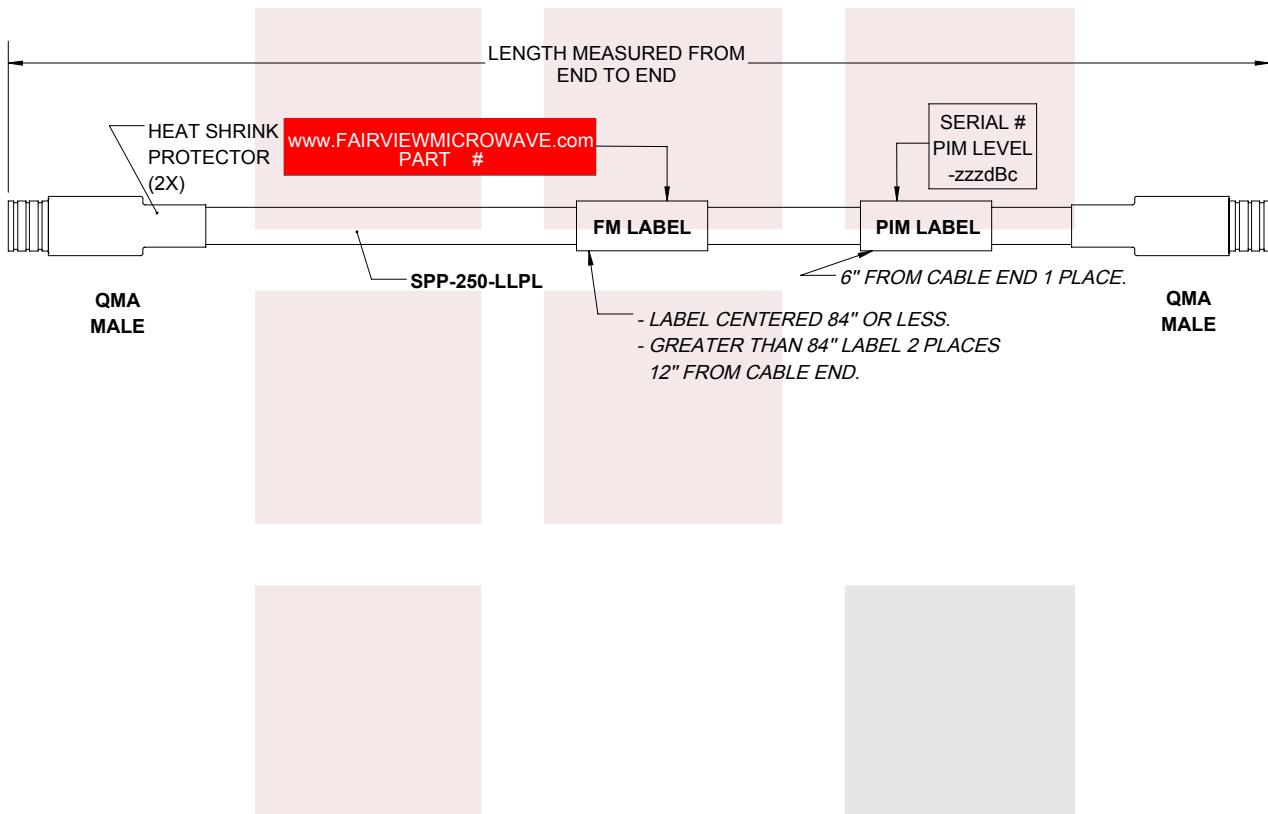 LENGTH MEASURED FROM
END TO END
HEAT SHRINK
PROTECTOR
(2X)
www.FAIRVIEWMICROWAVE.com
PART #
SERIAL #
PIM LEVEL
-zzzdBc
FM LABEL
PIM LABEL
SPP-250-LLPL
6" FROM CABLE END 1 PLACE.
QMA
MALE
QMA
MALE
- LABEL CENTERED 84" OR LESS.
- GREATER THAN 84" LABEL 2 PLACES
12" FROM CABLE END.